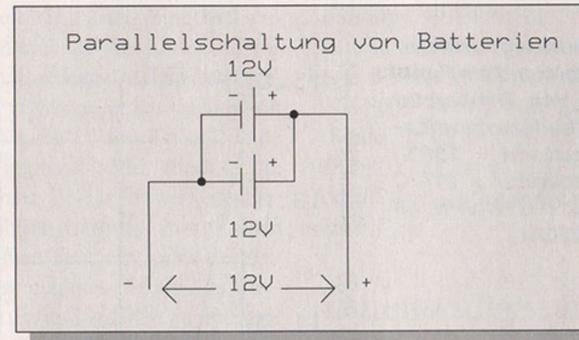 Parallelschaltung von Batterien
12V
- +
- +
12V
- 12V +